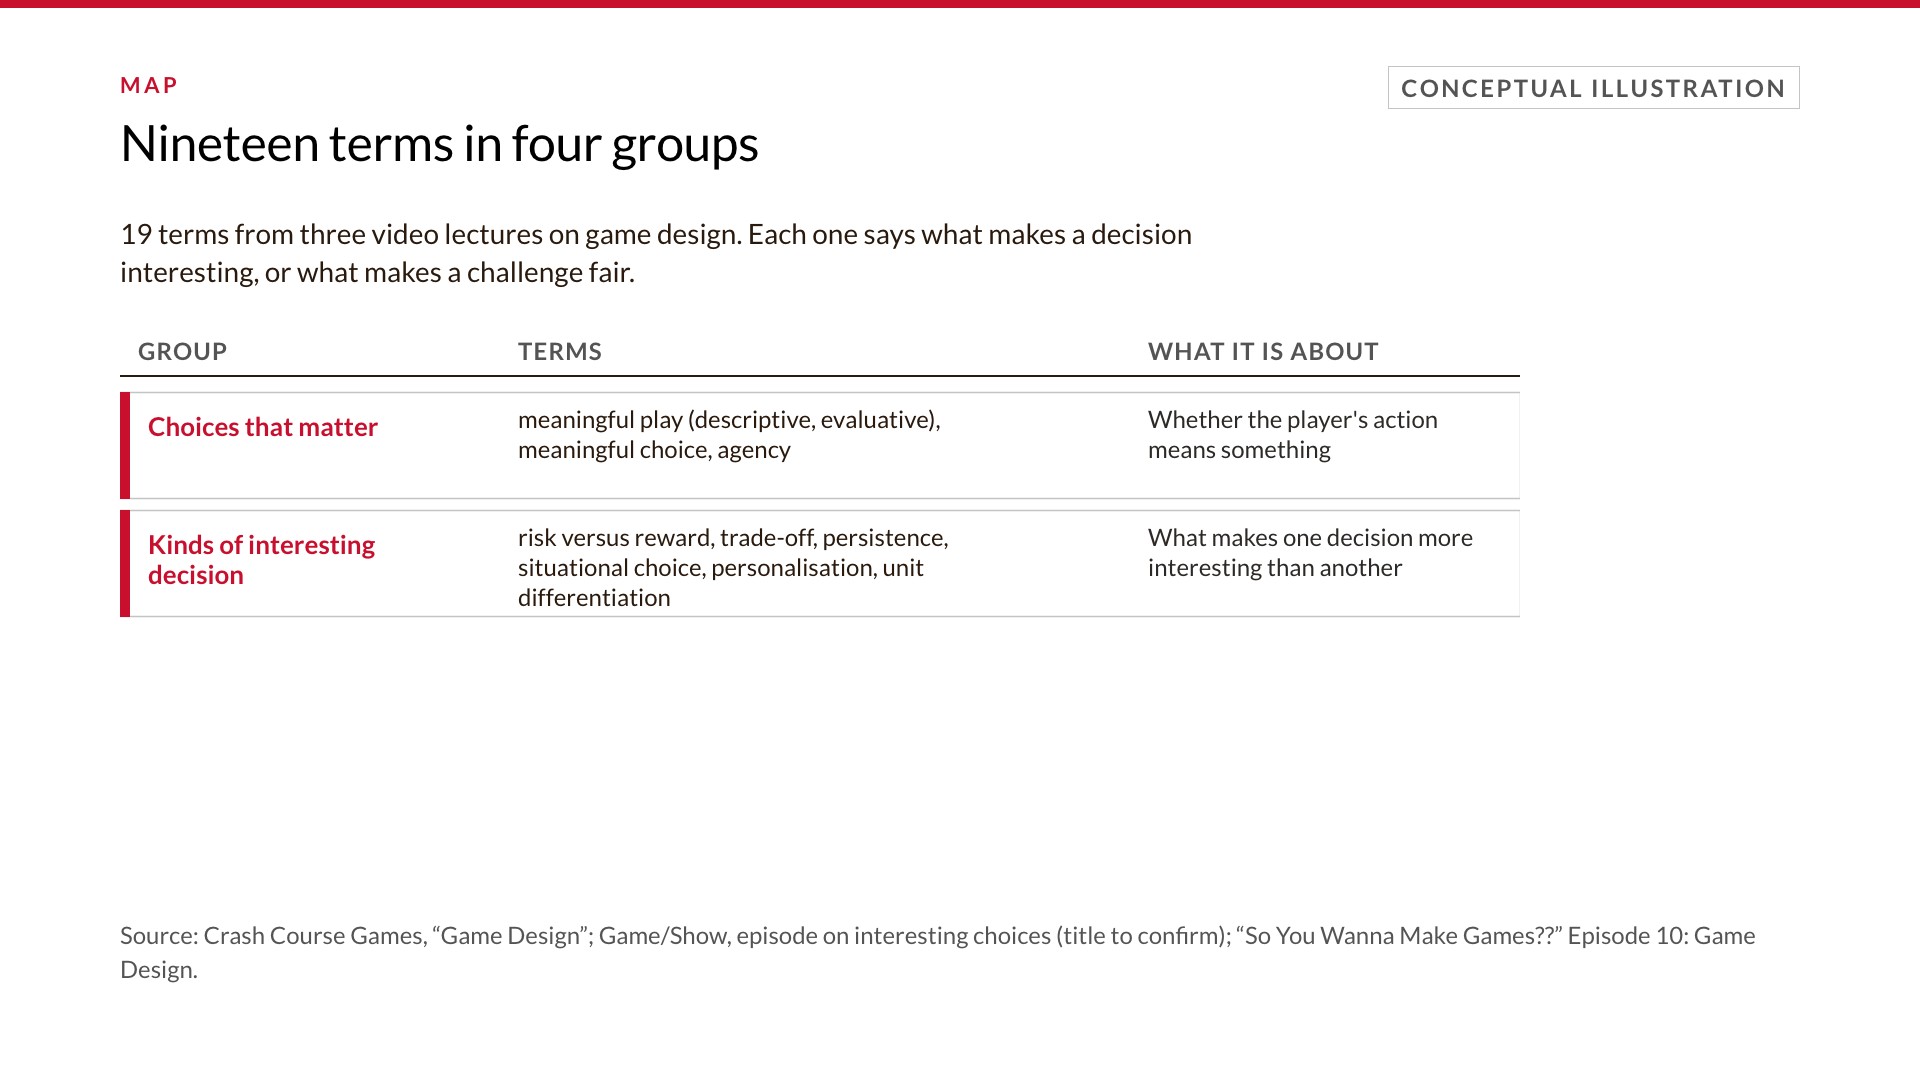 MAP
CONCEPTUAL ILLUSTRATION
Nineteen terms in four groups
19 terms from three video lectures on game design. Each one says what makes a decision
interesting, or what makes a challenge fair.
GROUP TERMS WHAT IT IS ABOUT
Choices that matter
meaningful play (descriptive, evaluative),
meaningful choice, agency
Whether the player's action
means something
Kinds of interesting
decision
risk versus reward, trade-off, persistence,
situational choice, personalisation, unit
differentiation
What makes one decision more
interesting than another
Source: Crash Course Games, “Game Design”; Game/Show, episode on interesting choices (title to confirm); “So You Wanna Make Games??” Episode 10: Game
Design.